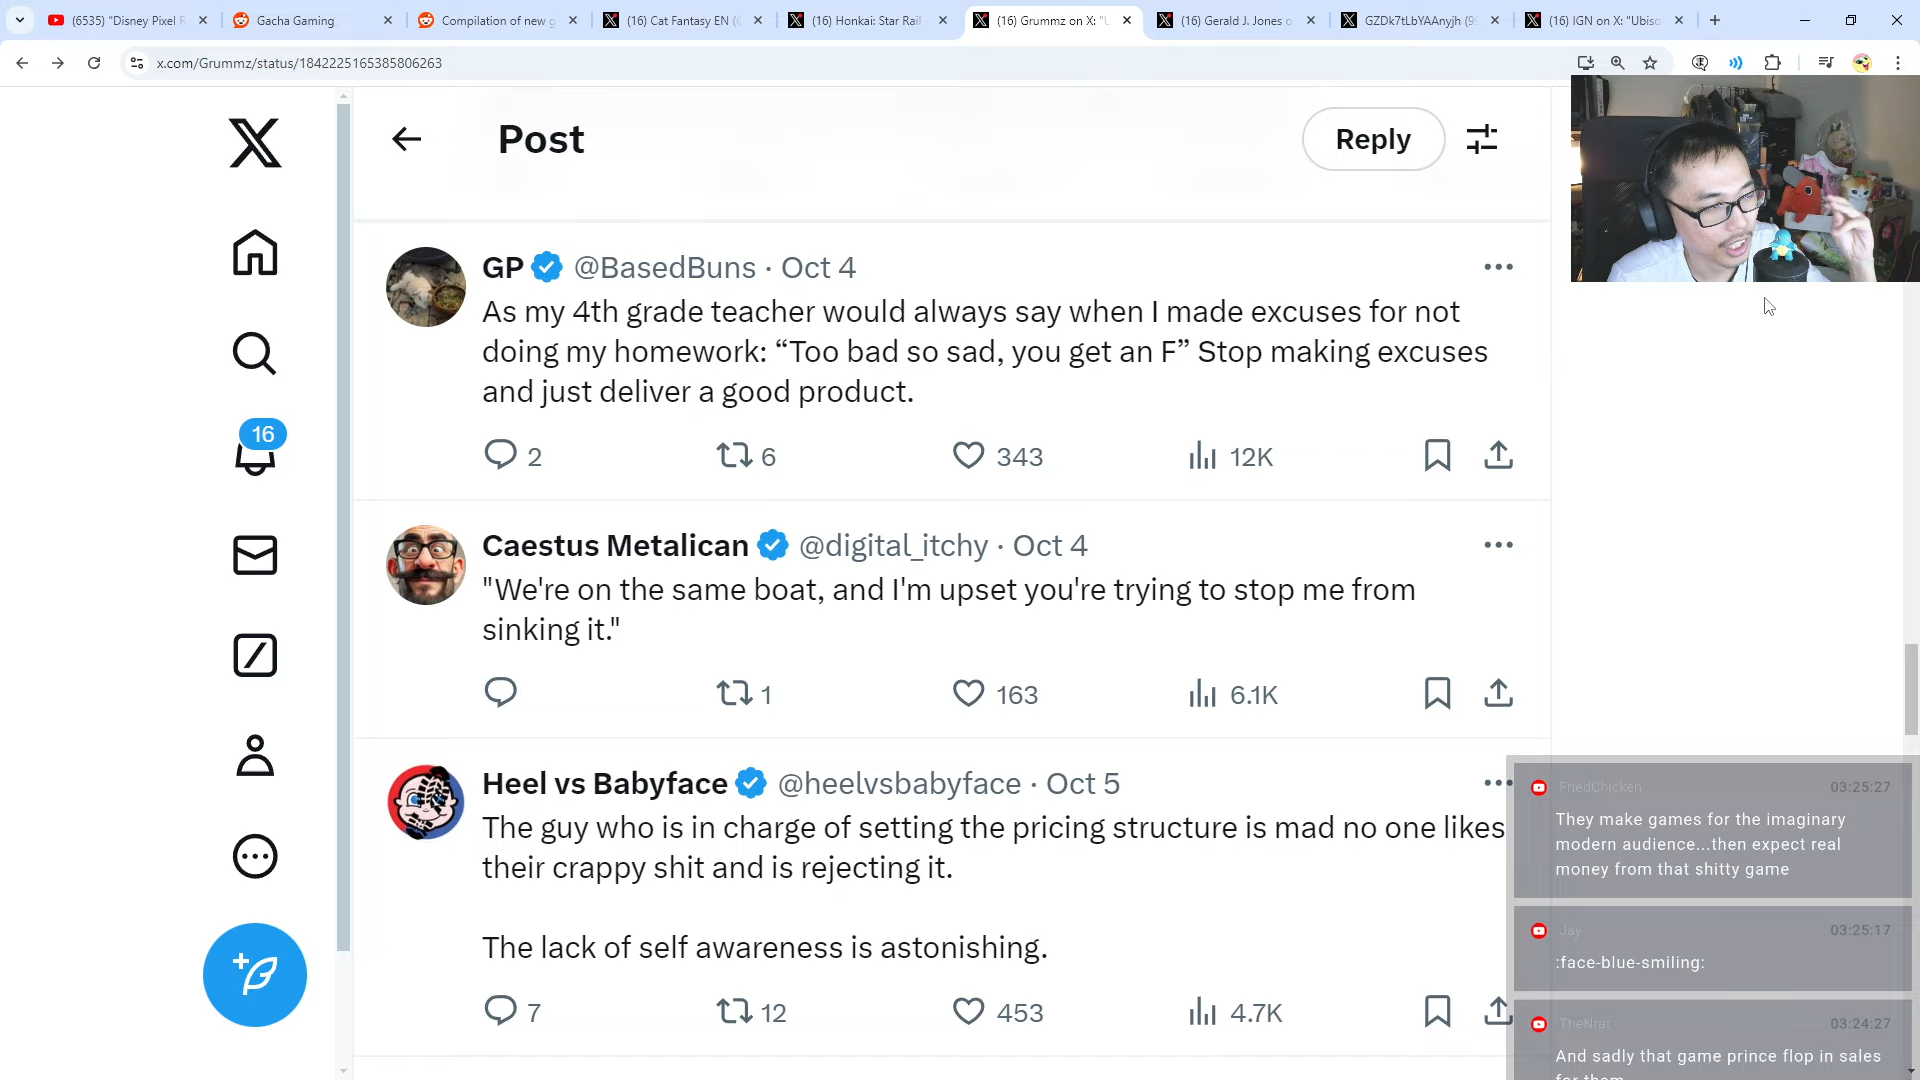 (6535) "Disney Pixel R
Gacha Gaming
Compilation of new g
(16) Cat Fantasy EN (
(16) Honkai: Star Rail
(16) Grummz on X: "U
(16) Gerald J. Jones o
GZDk7tLbYAAnyjh (9
(16) IGN on X: "Ubiso
x.com/Grummz/status/1842225165385806263
Post
Reply
16
GP @BasedBuns · Oct 4
As my 4th grade teacher would always say when I made excuses for not
doing my homework: “Too bad so sad, you get an F” Stop making excuses
and just deliver a good product.
2 6 343 12K
Caestus Metalican @digital_itchy · Oct 4
"We're on the same boat, and I'm upset you're trying to stop me from
sinking it."
1 163 6.1K
Heel vs Babyface @heelvsbabyface · Oct 5
The guy who is in charge of setting the pricing structure is mad no one likes
their crappy shit and is rejecting it.
The lack of self awareness is astonishing.
7 12 453 4.7K
FriedChicken 03:25:27
They make games for the imaginary
modern audience...then expect real
money from that shitty game
Jay 03:25:17
:face-blue-smiling:
TheNrat 03:24:27
And sadly that game prince flop in sales
for them